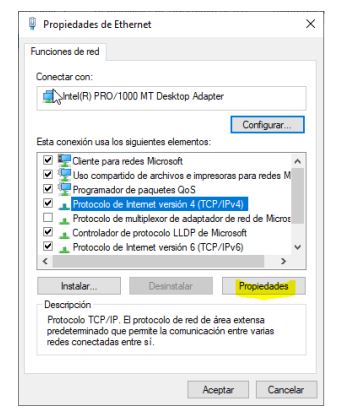 Propiedades de Ethernet
Funciones de red
Conectar con:
Intel(R) PRO/1000 MT Desktop Adapter
Configurar...
Esta conexión usa los siguientes elementos:
Cliente para redes Microsoft
Uso compartido de archivos e impresoras para redes M
Programador de paquetes QoS
Protocolo de Internet versión 4 (TCP/IPv4)
Protocolo de multiplexor de adaptador de red de Micros
Controlador de protocolo LLDP de Microsoft
Protocolo de Internet versión 6 (TCP/IPv6)
Instalar...
Desinstalar
Propiedades
Descripción
Protocolo TCP/IP. El protocolo de red de área extensa
predeterminado que permite la comunicación entre varias
redes conectadas entre sí.
Aceptar
Cancelar